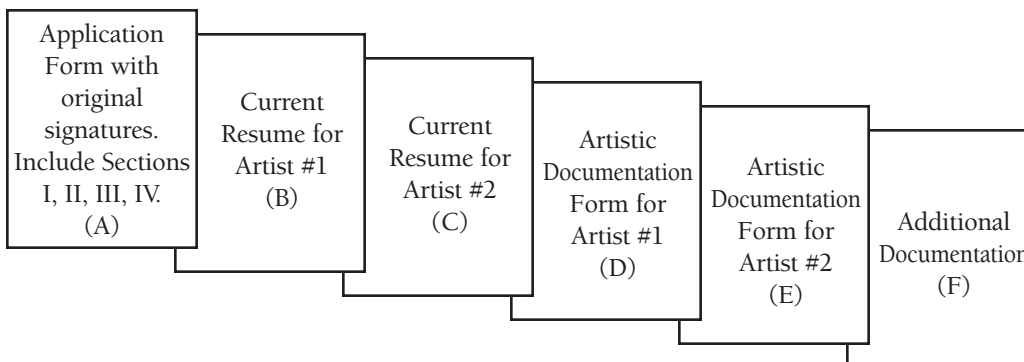 Application
Form with
original
signatures.
Include Sections
I, II, III, IV.
(A)
Current
Resume for
Artist #1
(B)
Current
Resume for
Artist #2
(C)
Artistic
Documentation
Form for
Artist #1
(D)
Artistic
Documentation
Form for
Artist #2
(E)
Additional
Documentation
(F)